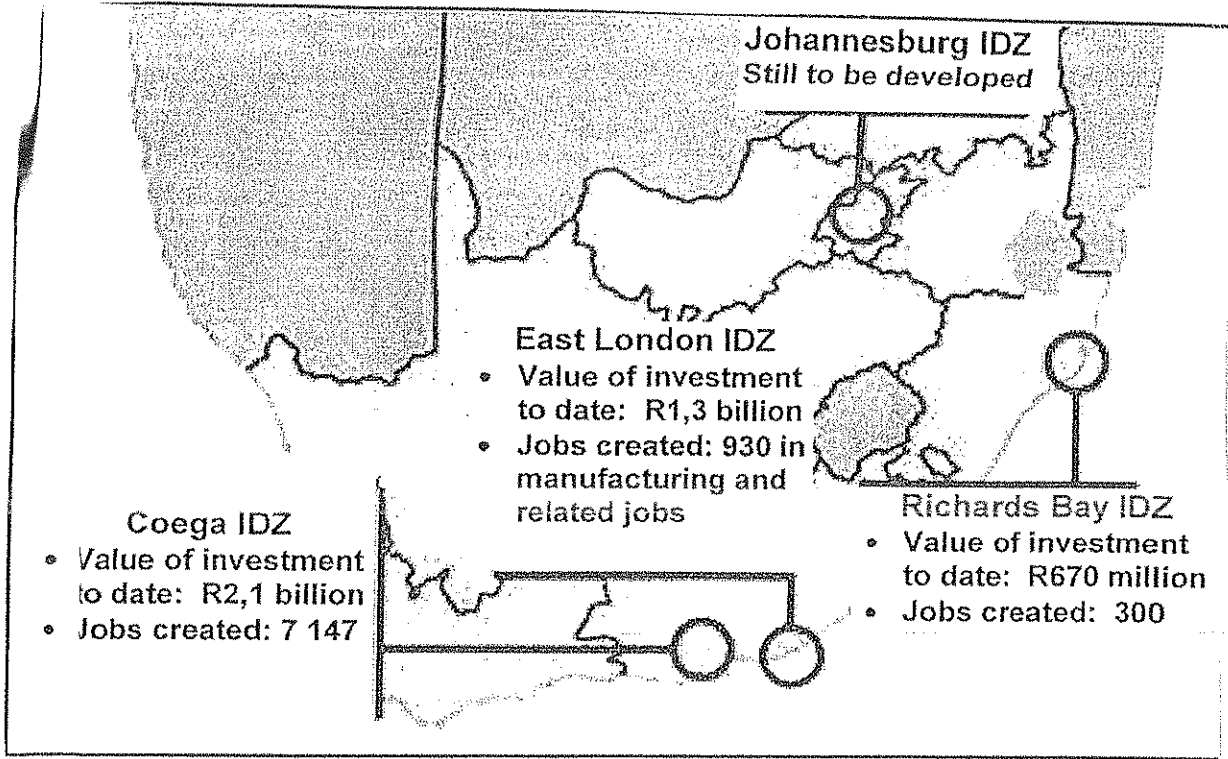 Johannesburg IDZ
Still to be developed
East London IDZ
• Value of investment
to date: R1,3 billion
• Jobs created: 930 in
manufacturing and
related jobs
Coega IDZ
• Value of investment
to date: R2,1 billion
• Jobs created: 7 147
Richards Bay IDZ
• Value of investment
to date: R670 million
• Jobs created: 300